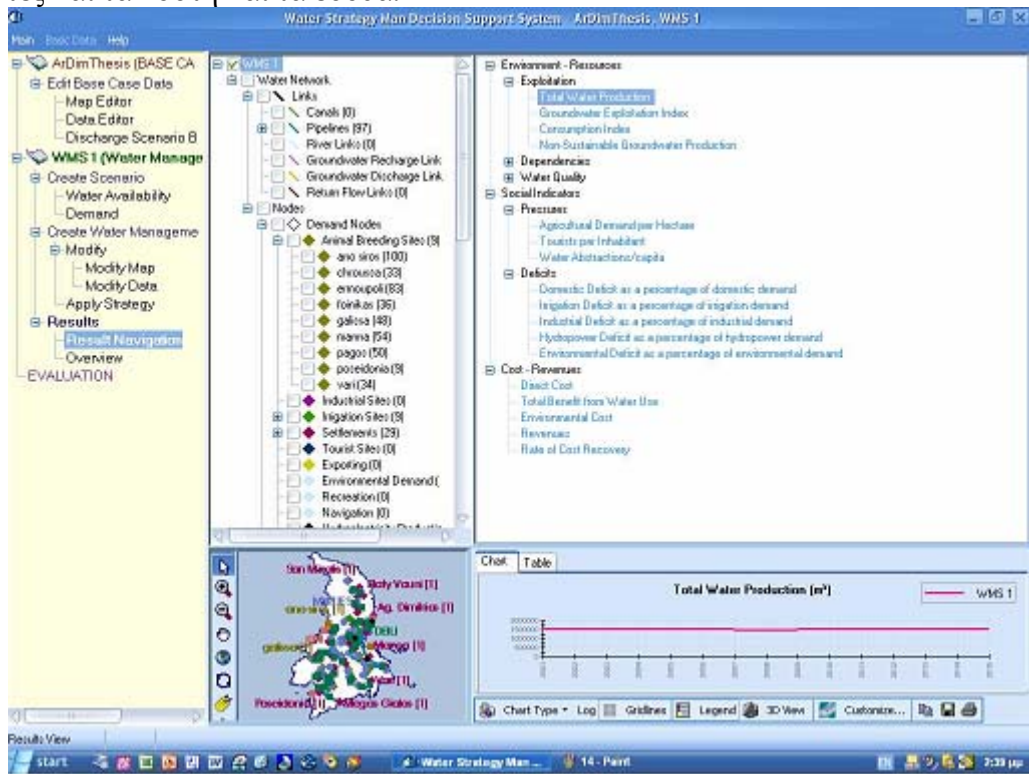 Water Strategy Man Decision Support System ArDimThesis, WMS 1
Main Basic Data Help
ArDimThesis (BASE CA
Edit Base Case Data
Map Editor
Data Editor
Discharge Scenario B
WMS 1 (Water Manage
Create Scenario
Water Availability
Demand
Create Water Manageme
Modify
Modify Map
Modify Data
Apply Strategy
Results
Result Navigation
Overview
EVALUATION
WMS 1
Water Network
Links
Canals (0)
Pipelines (97)
River Links (0)
Groundwater Recharge Link
Groundwater Discharge Link
Return Flow Links (0)
Nodes
Demand Nodes
Animal Breeding Sites (9)
ano siros (100)
chroussa (33)
ermoupoli (83)
foinikas (36)
galissa (48)
manna (54)
pagos (50)
poseidonia (9)
vari (34)
Industrial Sites (0)
Irrigation Sites (9)
Settlements (29)
Tourist Sites (0)
Exporting (0)
Environmental Demand (
Recreation (0)
Navigation (0)
Environment - Resources
Exploitation
Total Water Production
Groundwater Exploitation Index
Consumption Index
Non-Sustainable Groundwater Production
Dependencies
Water Quality
Social Indicators
Pressures
Agricultural Demand per Hectare
Tourists per Inhabitant
Water Abstractions/capita
Deficits
Domestic Deficit as a percentage of domestic demand
Irrigation Deficit as a percentage of irrigation demand
Industrial Deficit as a percentage of industrial demand
Hydropower Deficit as a percentage of hydropower demand
Environmental Deficit as a percentage of environmental demand
Cost - Revenues
Direct Cost
Total Benefit from Water Use
Environmental Cost
Revenues
Rate of Cost Recovery
San Michalis [1]
Ag. Dimitrios [1]
Megos Gialos [1]
Chart Table
Total Water Production (m³)
WMS 1
Chart Type Log Gridlines Legend 3D View Customize...
Results View
start Water Strategy Man ... 14 - Paint EN 2:39 μμ